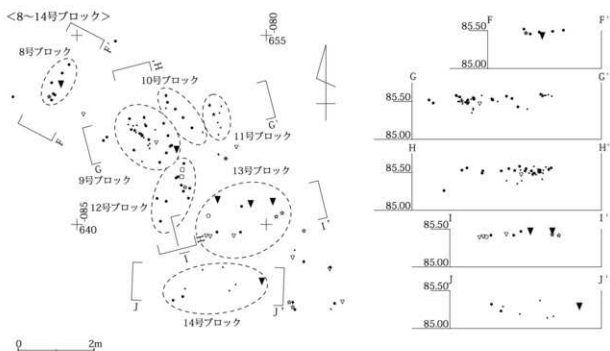 <8~14号ブロック>
8号ブロック
10号ブロック
11号ブロック
9号ブロック
13号ブロック
12号ブロック
14号ブロック
-080
655
-085
640
F
F'
G
G'
H
H'
I
I'
J
J'
0 2m
F F'
85.50
85.00
G G'
85.50
85.00
H H'
85.50
85.00
I I'
85.50
85.00
J J'
85.50
85.00